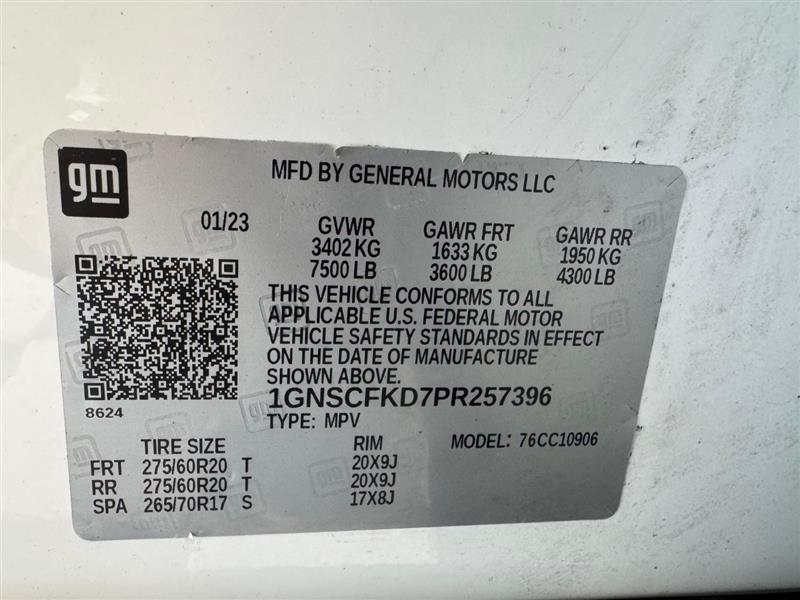 gm
MFD BY GENERAL MOTORS LLC
01/23 GVWR GAWR FRT GAWR RR
3402 KG 1633 KG 1950 KG
7500 LB 3600 LB 4300 LB
THIS VEHICLE CONFORMS TO ALL
APPLICABLE U.S. FEDERAL MOTOR
VEHICLE SAFETY STANDARDS IN EFFECT
ON THE DATE OF MANUFACTURE
SHOWN ABOVE.
8624
1GNSCFKD7PR257396
TYPE: MPV MODEL: 76CC10906
TIRE SIZE RIM
FRT 275/60R20 T 20X9J
RR 275/60R20 T 20X9J
SPA 265/70R17 S 17X8J